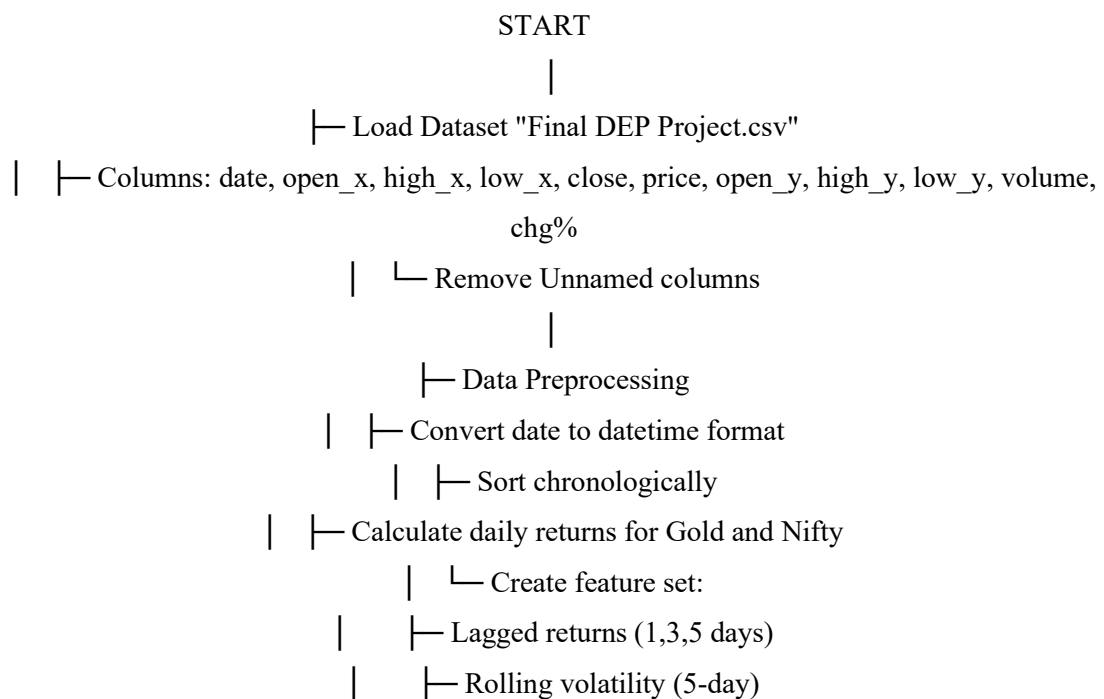 START
│
├── Load Dataset "Final DEP Project.csv"
│ ├── Columns: date, open_x, high_x, low_x, close, price, open_y, high_y, low_y, volume,
chg%
│ └── Remove Unnamed columns
│
├── Data Preprocessing
│ ├── Convert date to datetime format
│ ├── Sort chronologically
│ ├── Calculate daily returns for Gold and Nifty
│ └── Create feature set:
│ ├── Lagged returns (1,3,5 days)
│ ├── Rolling volatility (5-day)